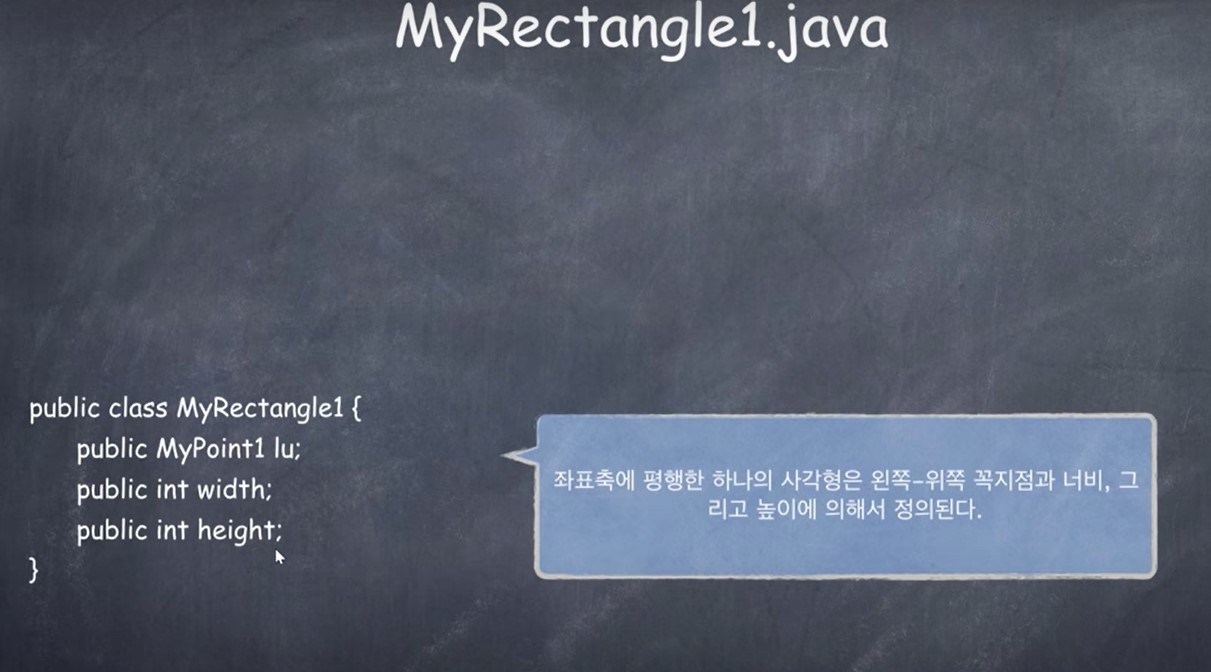 MyRectangle1.java
public class MyRectangle1 {
public MyPoint1 lu;
public int width;
public int height;
}
좌표축에 평행한 하나의 사각형은 왼쪽-위쪽 꼭지점과 너비, 그
리고 높이에 의해서 정의된다.